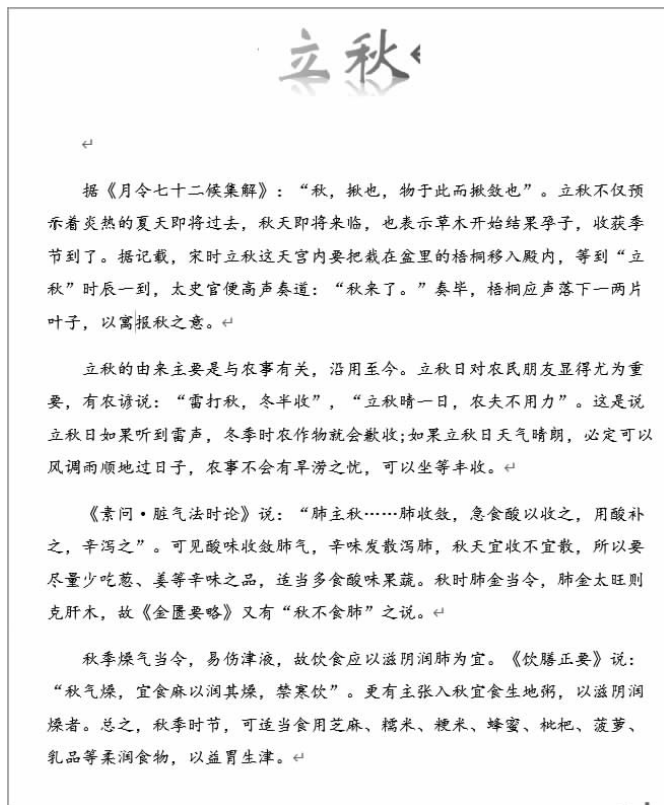 立秋
据《月令七十二候集解》：“秋，揪也，物于此而揪敛也”。立秋不仅预
示着炎热的夏天即将过去，秋天即将来临，也表示草木开始结果孕子，收获季
节到了。据记载，宋时立秋这天宫内要把栽在盆里的梧桐移入殿内，等到“立
秋”时辰一到，太史官便高声奏道：“秋来了。”奏毕，梧桐应声落下一两片
叶子，以寓报秋之意。
立秋的由来主要是与农事有关，沿用至今。立秋日对农民朋友显得尤为重
要，有农谚说：“雷打秋，冬半收”，“立秋晴一日，农夫不用力”。这是说
立秋日如果听到雷声，冬季时农作物就会歉收;如果立秋日天气晴朗，必定可以
风调雨顺地过日子，农事不会有旱涝之忧，可以坐等丰收。
《素问·脏气法时论》说：“肺主秋……肺收敛，急食酸以收之，用酸补
之，辛泻之”。可见酸味收敛肺气，辛味发散泻肺，秋天宜收不宜散，所以要
尽量少吃葱、姜等辛味之品，适当多食酸味果蔬。秋时肺金当令，肺金太旺则
克肝木，故《金匮要略》又有“秋不食肺”之说。
秋季燥气当令，易伤津液，故饮食应以滋阴润肺为宜。《饮膳正要》说：
“秋气燥，宜食麻以润其燥，禁寒饮”。更有主张入秋宜食生地粥，以滋阴润
燥者。总之，秋季时节，可适当食用芝麻、糯米、粳米、蜂蜜、枇杷、菠萝、
乳品等柔润食物，以益胃生津。